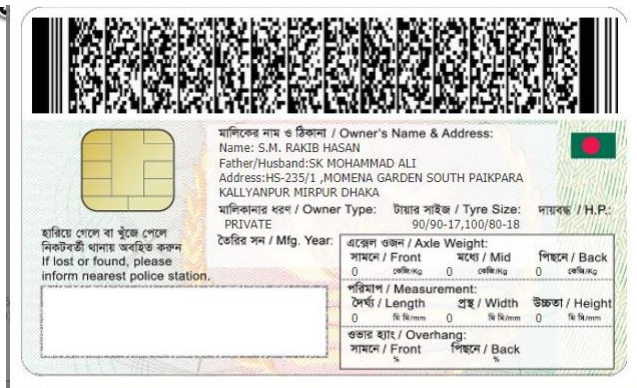 মালিকের নাম ও ঠিকানা / Owner's Name & Address:
Name: S.M. RAKIB HASAN
Father/Husband:SK MOHAMMAD ALI
Address:HS-235/1 ,MOMENA GARDEN SOUTH PAIKPARA
KALLYANPUR MIRPUR DHAKA
মালিকানার ধরণ / Owner Type: টায়ার সাইজ / Tyre Size: দায়বদ্ধ / H.P.:
PRIVATE 90/90-17,100/80-18
হারিয়ে গেলে বা খুঁজে পেলে
নিকটবর্তী থানায় অবহিত করুন
If lost or found, please
inform nearest police station.
তৈরির সন / Mfg. Year:
এক্সেল ওজন / Axle Weight:
সামনে / Front মধ্যে / Mid পিছনে / Back
0 কেজি/Kg 0 কেজি/Kg 0 কেজি/Kg
পরিমাপ / Measurement:
দৈর্ঘ্য / Length প্রস্থ / Width উচ্চতা / Height
0 মি মি/mm 0 মি মি/mm 0 মি মি/mm
ওভার হ্যাং / Overhang:
সামনে / Front পিছনে / Back
% %